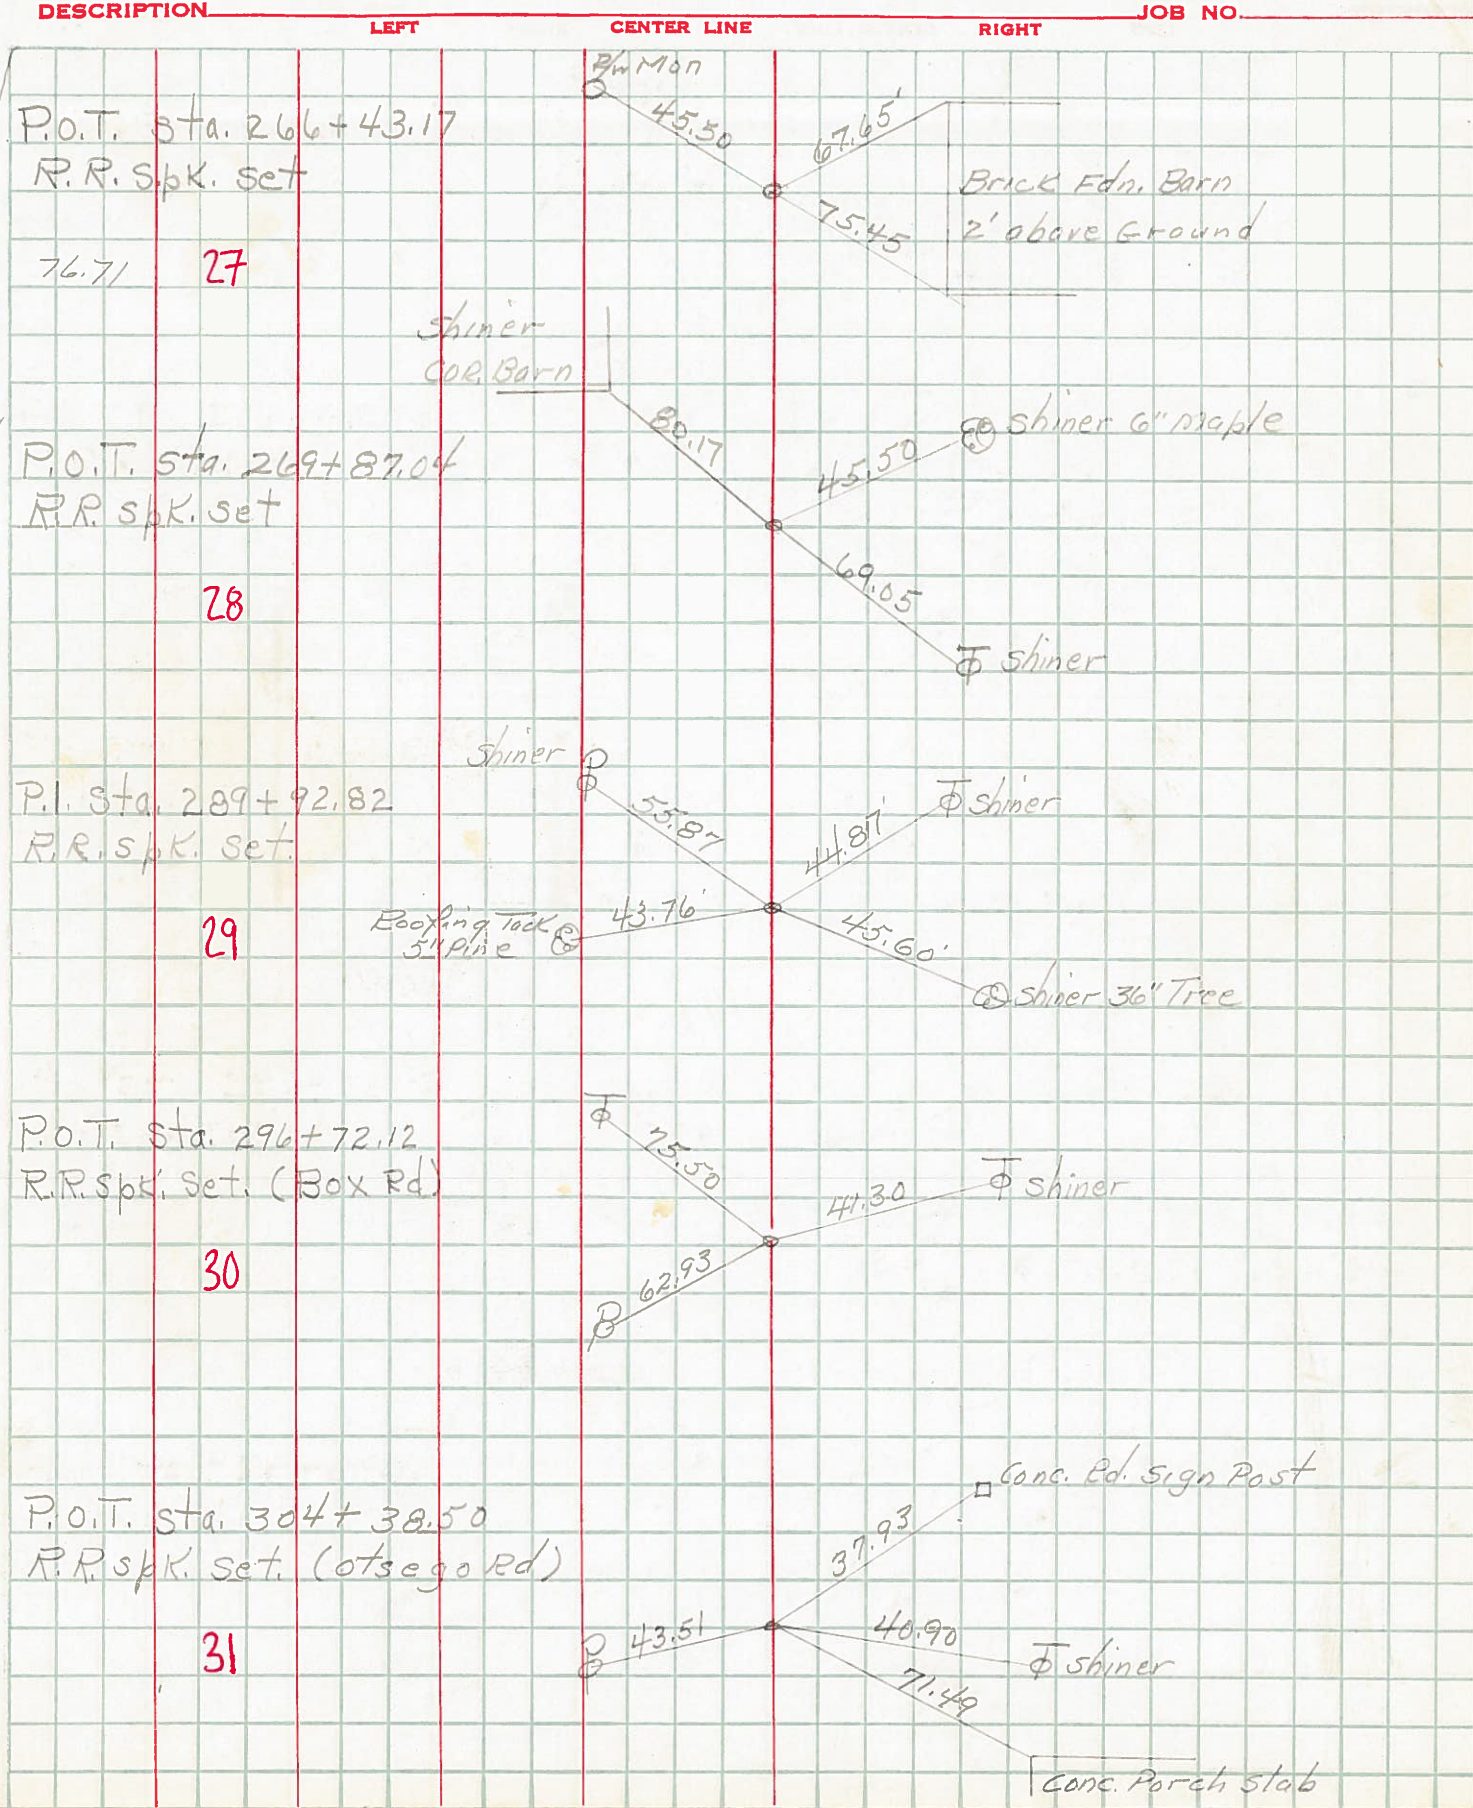 DESCRIPTION JOB NO.
LEFT CENTER LINE RIGHT
R/w Mon
P.O.T. sta. 266+43.17
R.R. Spk. set
45.50
67.65'
75.45
Brick Fdn. Barn
2' above Ground
76.71
27
Shiner
COR. Barn
80.17
45.50
Shiner 6" Maple
P.O.T. sta. 269+87.04
R.R. spk. set
28
69.05
T Shiner
Shiner P
P.I. sta. 289+92.82
R.R. spk. set.
55.87
44.87'
T Shiner
29
Roofing Tack
5" Pine
43.76'
45.60'
Shiner 36" Tree
T
P.O.T. sta. 296+72.12
R.R. spk. set. (Box Rd)
75.50
41.30
T Shiner
30
62.93
P
Conc. Rd. Sign Post
P.O.T. sta. 304+38.50
R.R. spk. set. (Otsego Rd)
37.93
31
P 43.51
40.90
T Shiner
71.49
Conc. Porch Slab